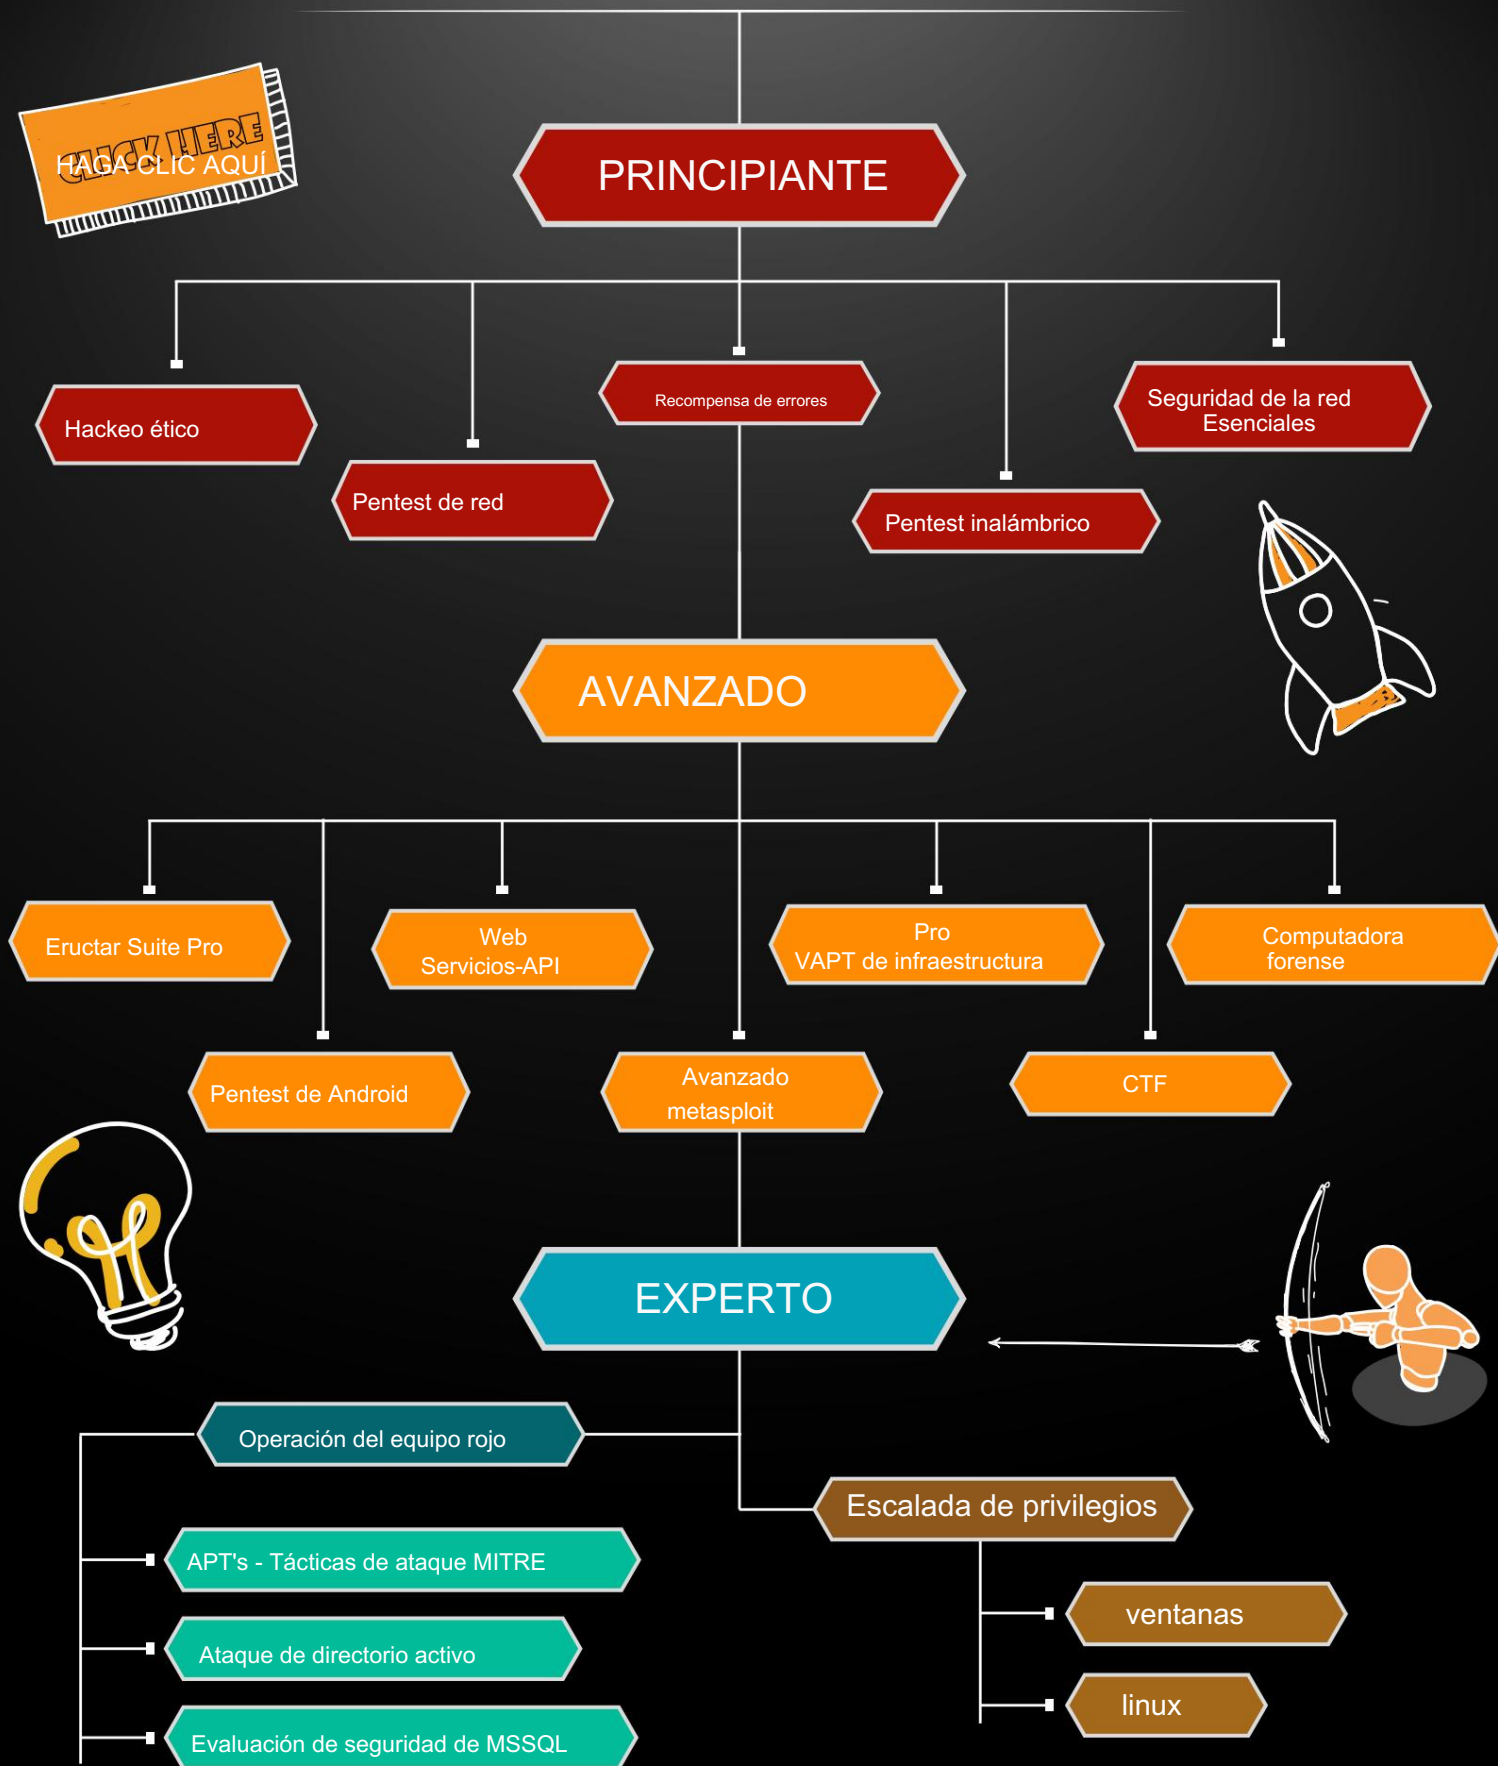 CLICK HERE
HAGA CLIC AQUÍ
PRINCIPIANTE
Hackeo ético
Pentest de red
Recompensa de errores
Pentest inalámbrico
Seguridad de la red
Esenciales
AVANZADO
Eructar Suite Pro
Web
Servicios-API
Pro
VAPT de infraestructura
Computadora
forense
Pentest de Android
Avanzado
metasploit
CTF
EXPERTO
Operación del equipo rojo
APT's - Tácticas de ataque MITRE
Ataque de directorio activo
Evaluación de seguridad de MSSQL
Escalada de privilegios
ventanas
linux